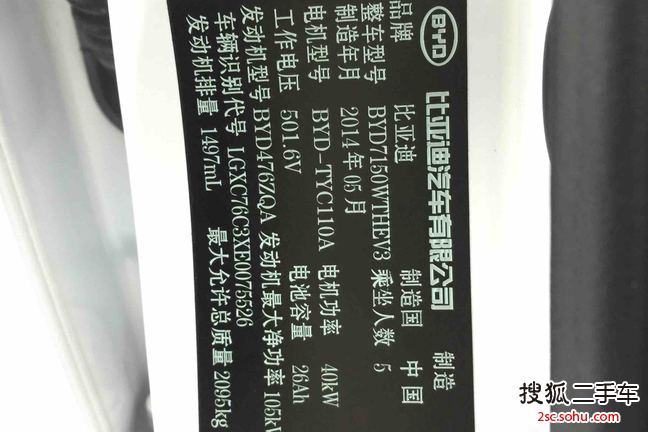 BYD 比亚迪汽车有限公司 制造
品牌 比亚迪 制造国 中国
整车型号 BYD7150WTHEV3 乘坐人数 5
制造年月 2014年05月
电机型号 BYD-TYC110A 电机功率 40kW
工作电压 501.6V 电池容量 26Ah
发动机型号 BYD476ZQA 发动机最大净功率 105kW
车辆识别代号 LGXC76C3XE0075526
发动机排量 1497mL 最大允许总质量 2095kg
搜狐二手车
2sc.sohu.com